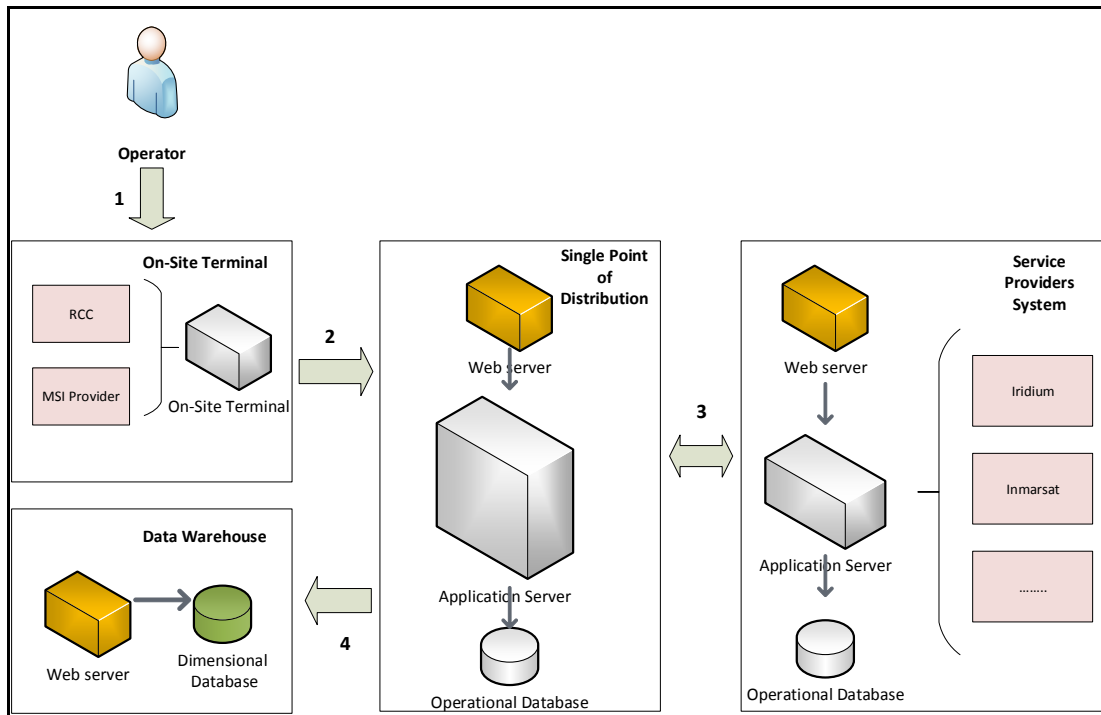 Operator
1
On-Site Terminal
RCC
MSI Provider
On-Site Terminal
2
Single Point
of
Distribution
Web server
Application Server
Operational Database
3
Service
Providers
System
Web server
Application Server
Operational Database
Iridium
Inmarsat
........
Data Warehouse
Web server
Dimensional
Database
4